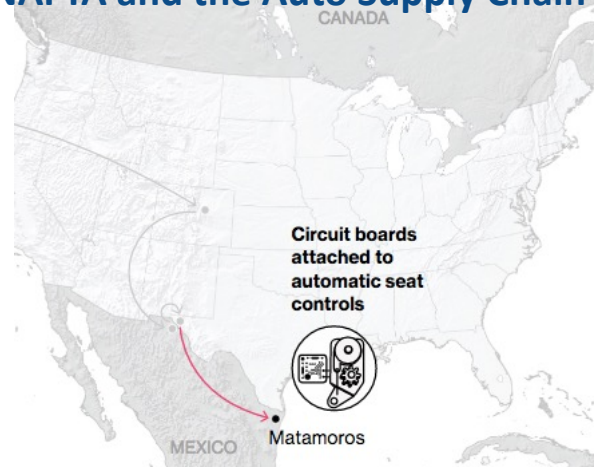 NAFTA and the Auto Supply Chain
CANADA
Circuit boards
attached to
automatic seat
controls
Matamoros
MEXICO